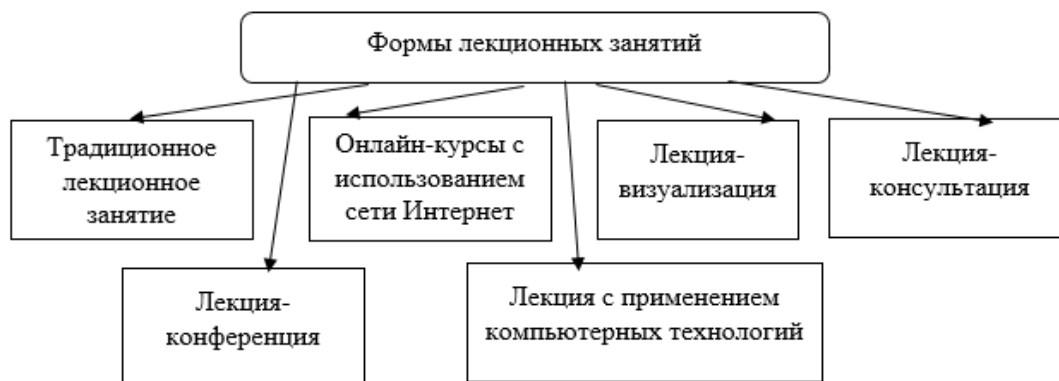 Формы лекционных занятий
Традиционное
лекционное
занятие
Онлайн-курсы с
использованием
сети Интернет
Лекция-
визуализация
Лекция-
консультация
Лекция-
конференция
Лекция с применением
компьютерных технологий